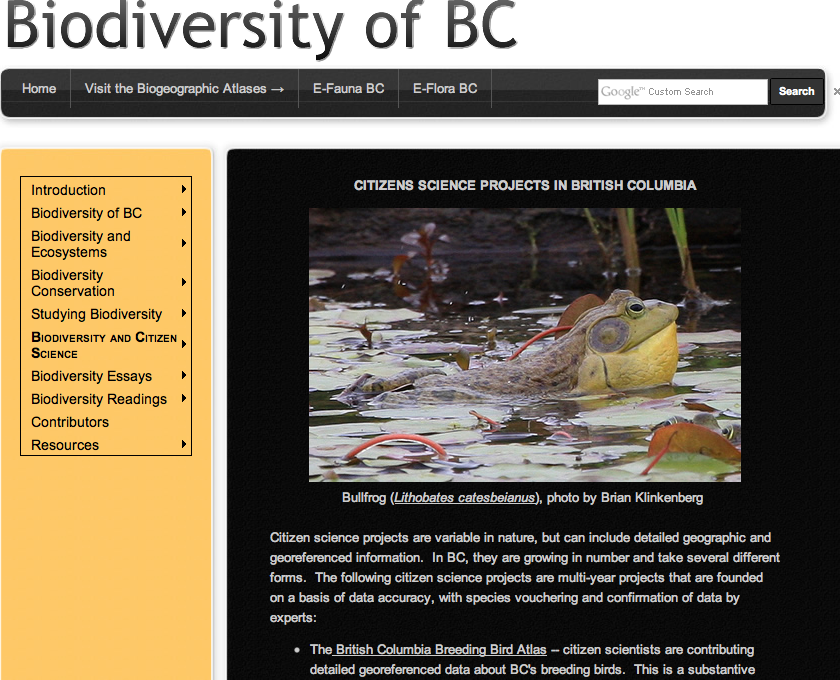 Biodiversity of BC
Home
Visit the Biogeographic Atlases →
E-Fauna BC
E-Flora BC
Google™ Custom Search
Search
×
Introduction
Biodiversity of BC
Biodiversity and
Ecosystems
Biodiversity
Conservation
Studying Biodiversity
Biodiversity and Citizen
Science
Biodiversity Essays
Biodiversity Readings
Contributors
Resources
CITIZENS SCIENCE PROJECTS IN BRITISH COLUMBIA
Bullfrog (Lithobates catesbeianus), photo by Brian Klinkenberg
Citizen science projects are variable in nature, but can include detailed geographic and
georeferenced information.  In BC, they are growing in number and take several different
forms.  The following citizen science projects are multi-year projects that are founded
on a basis of data accuracy, with species vouchering and confirmation of data by
experts:
• The British Columbia Breeding Bird Atlas -- citizen scientists are contributing
detailed georeferenced data about BC's breeding birds.  This is a substantive